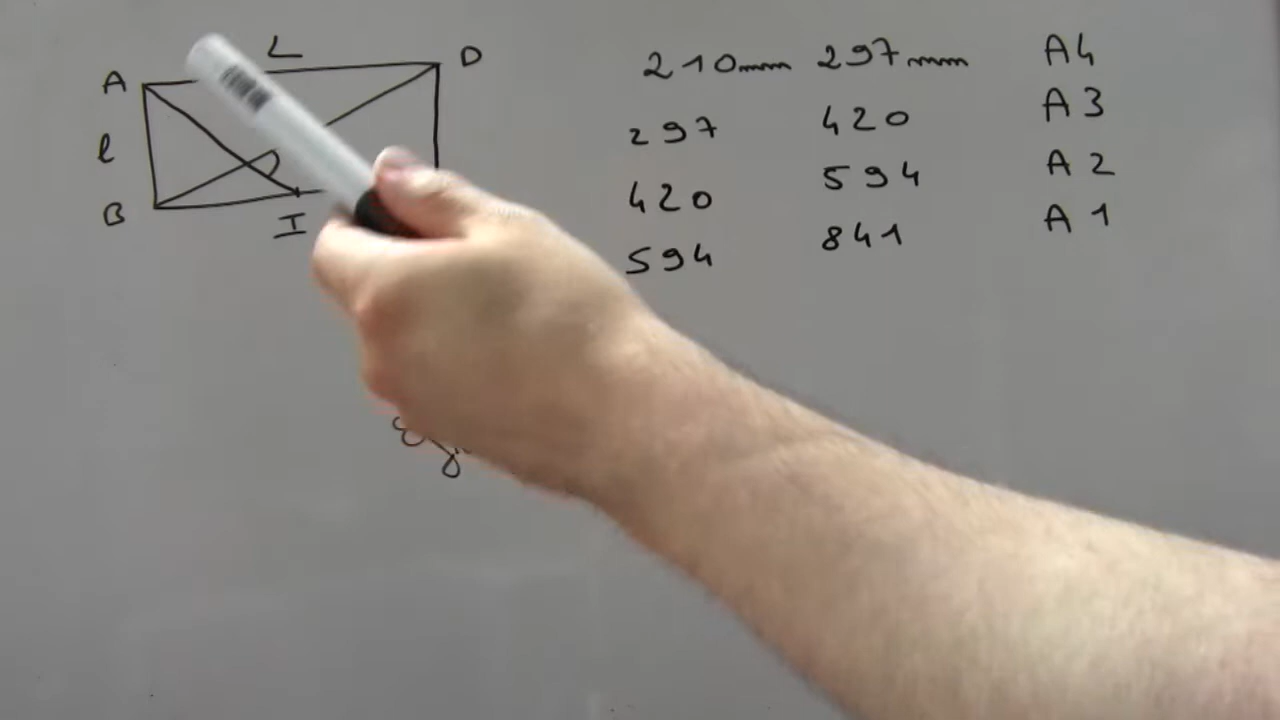 L
A D
l
B I
210mm 297mm A4
297 420 A3
420 594 A2
594 841 A1